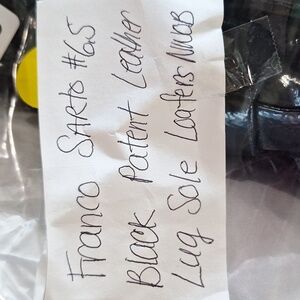 Franco SARto #6.5
Black Patent Leather
Lug Sole Loafers NWOB